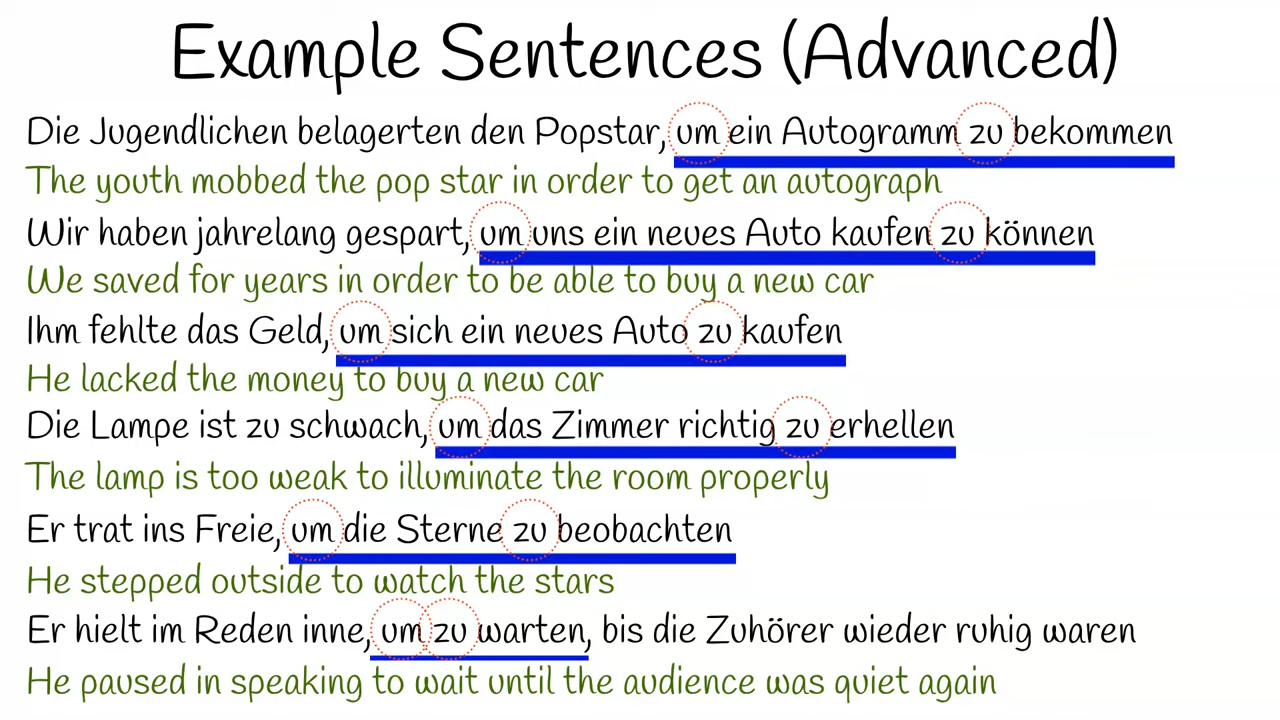 Example Sentences (Advanced)
Die Jugendlichen belagerten den Popstar, um ein Autogramm zu bekommen
The youth mobbed the pop star in order to get an autograph
Wir haben jahrelang gespart, um uns ein neues Auto kaufen zu können
We saved for years in order to be able to buy a new car
Ihm fehlte das Geld, um sich ein neues Auto zu kaufen
He lacked the money to buy a new car
Die Lampe ist zu schwach, um das Zimmer richtig zu erhellen
The lamp is too weak to illuminate the room properly
Er trat ins Freie, um die Sterne zu beobachten
He stepped outside to watch the stars
Er hielt im Reden inne, um zu warten, bis die Zuhörer wieder ruhig waren
He paused in speaking to wait until the audience was quiet again